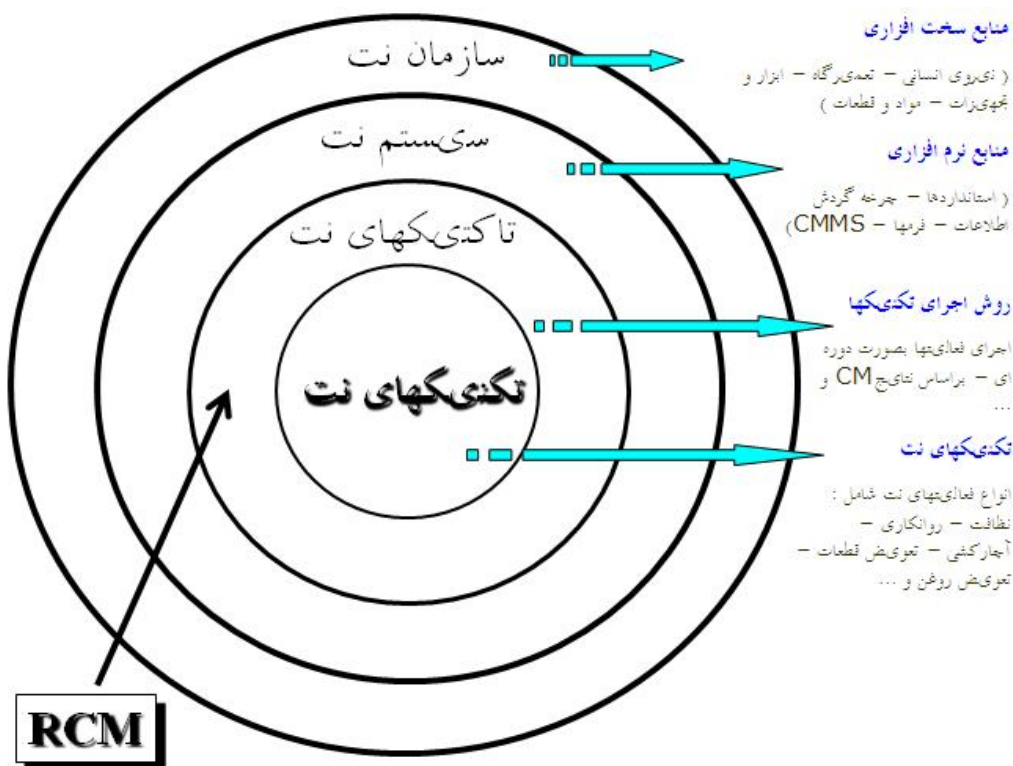 سازمان نت
سیستم نت
تاکتیکهای نت
تکنیکهای نت
RCM
منابع سخت افزاری
( نیروی انسانی – تعمیرگاه – ابزار و
تجهیزات – مواد و قطعات )
منابع نرم افزاری
( استانداردها – چرخه گردش
اطلاعات – فرمها – CMMS)
روش اجرای تکنیکها
اجرای فعالیتها بصورت دوره
ای – براساس نتایج CM و
...
تکنیکهای نت
انواع فعالیتهای نت شامل :
نظافت – روانکاری –
آچارکشی – تعویض قطعات –
تعویض روغن و ...